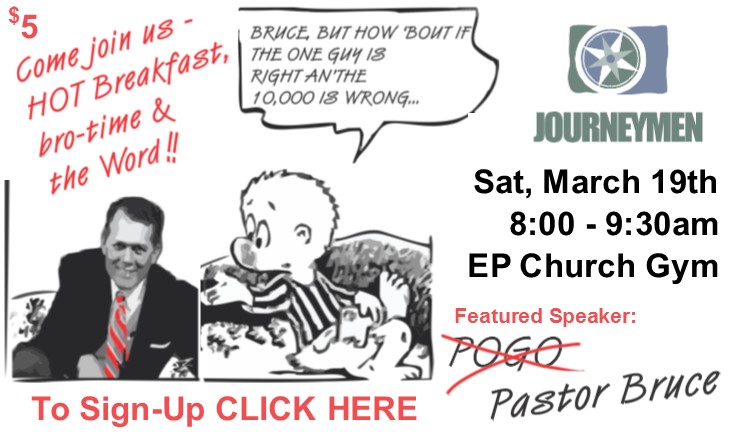 $5
Come join us -
HOT Breakfast,
bro-time &
the Word!!
BRUCE, BUT HOW 'BOUT IF
THE ONE GUY IS
RIGHT AN'THE
10,000 IS WRONG...
JOURNEYMEN
Sat, March 19th
8:00 - 9:30am
EP Church Gym
Featured Speaker:
POGO
Pastor Bruce
To Sign-Up CLICK HERE